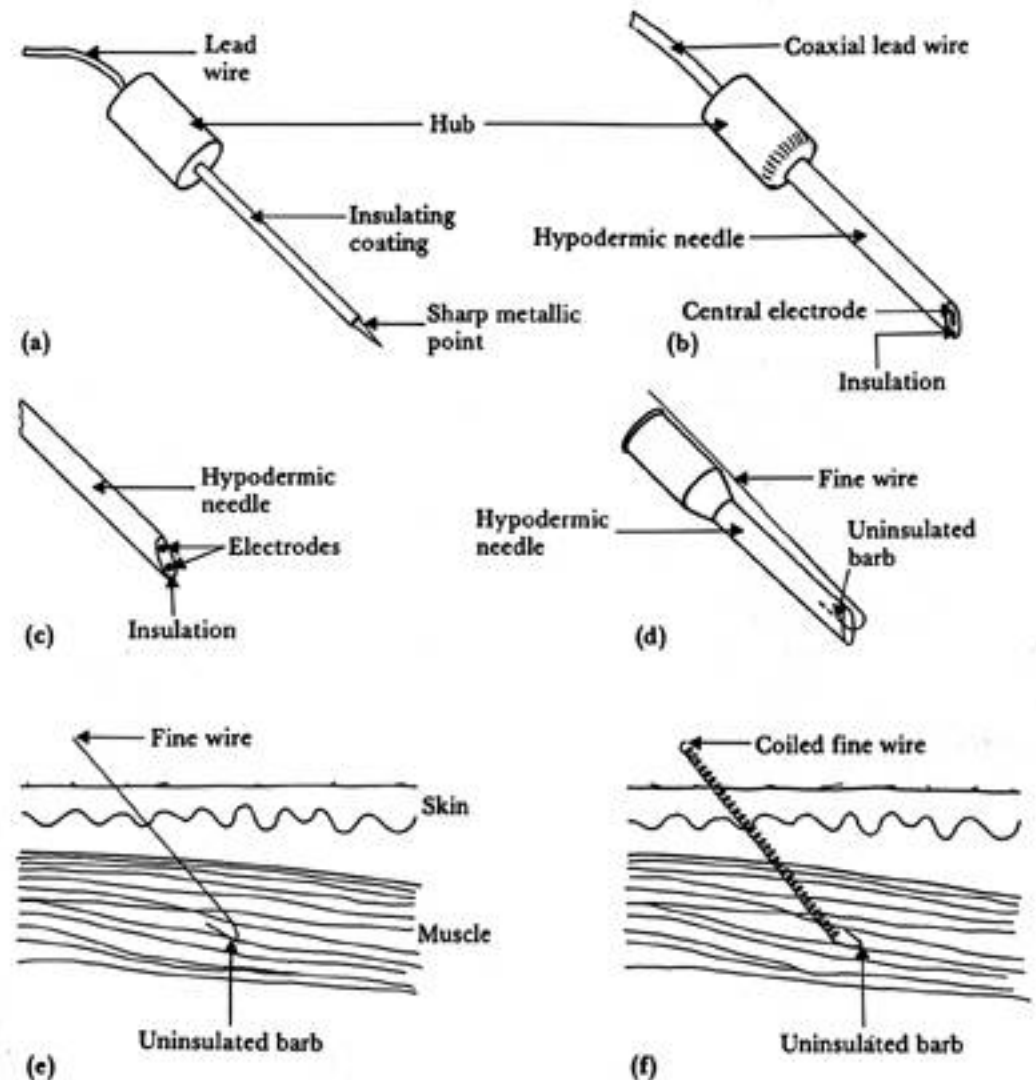 Lead
wire
Coaxial lead wire
Hub
Insulating
coating
Hypodermic needle
Sharp metallic
point
Central electrode
(a)
(b)
Insulation
Hypodermic
needle
Electrodes
Insulation
(c)
Fine wire
Hypodermic
needle
Uninsulated
barb
(d)
Fine wire
Skin
Muscle
Uninsulated barb
(e)
Coiled fine wire
Uninsulated barb
(f)